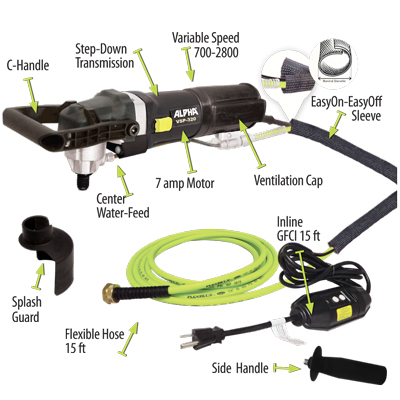 Variable Speed
700-2800
Step-Down
Transmission
C-Handle
ALPHA
VSP-320
EasyOn-EasyOff
Sleeve
7 amp Motor
Ventilation Cap
Center
Water-Feed
Inline
GFCI 15 ft
Splash
Guard
Flexible Hose
15 ft
Side Handle